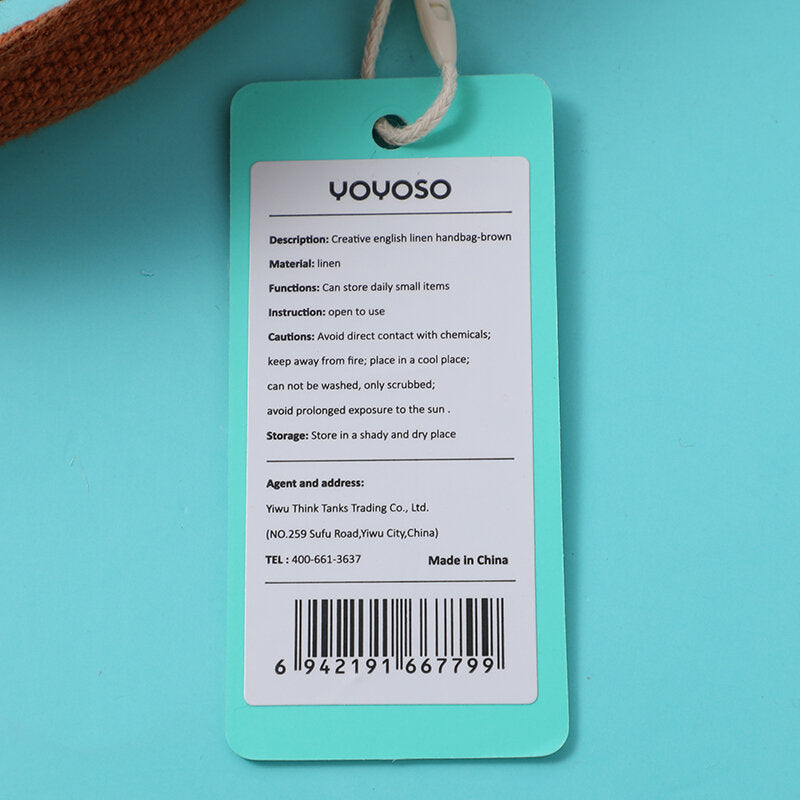 YOYOSO
Description: Creative english linen handbag-brown
Material: linen
Functions: Can store daily small items
Instruction: open to use
Cautions: Avoid direct contact with chemicals;
keep away from fire; place in a cool place;
can not be washed, only scrubbed;
avoid prolonged exposure to the sun .
Storage: Store in a shady and dry place
Agent and address:
Yiwu Think Tanks Trading Co., Ltd.
(NO.259 Sufu Road,Yiwu City,China)
TEL : 400-661-3637 Made in China
6 942191 667799